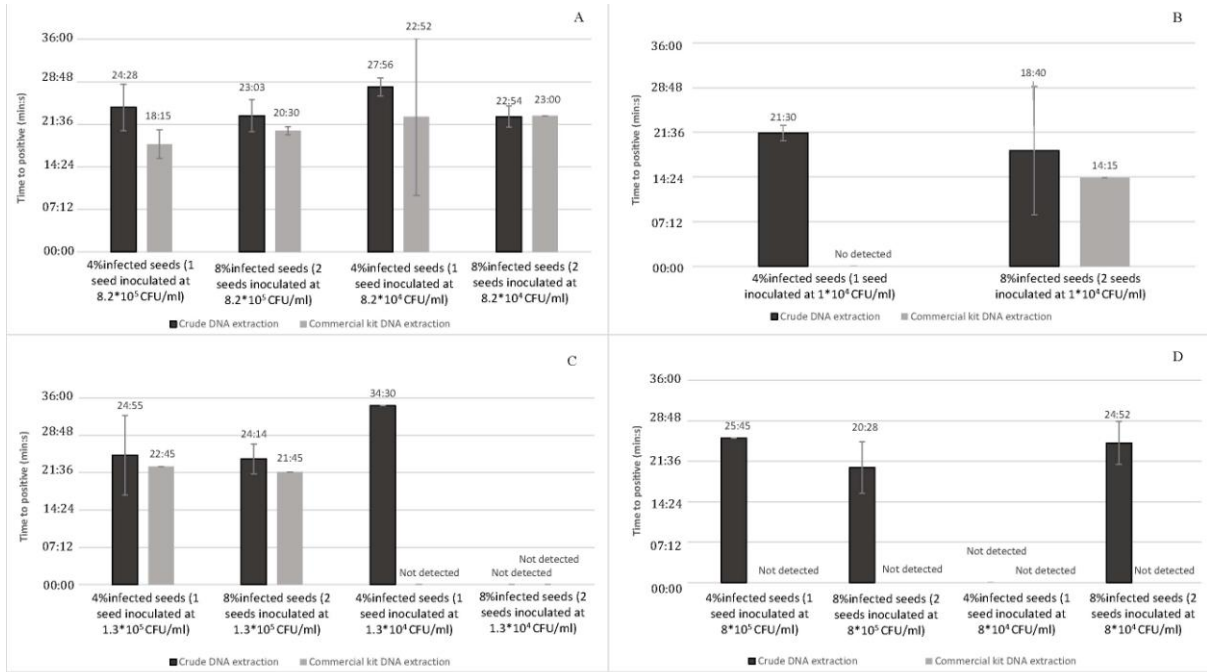 A
Time to positive (min:s)
36:00
28:48
21:36
14:24
07:12
00:00
24:28
18:15
23:03
20:30
27:56
22:52
22:54
23:00
4%infected seeds (1
seed inoculated at
8.2*10⁵ CFU/ml)
8%infected seeds (2
seeds inoculated at
8.2*10⁵ CFU/ml)
4%infected seeds (1
seed inoculated at
8.2*10⁴ CFU/ml)
8%infected seeds (2
seeds inoculated at
8.2*10⁴ CFU/ml)
Crude DNA extraction
Commercial kit DNA extraction
B
Time to positive (min:s)
36:00
28:48
21:36
14:24
07:12
00:00
21:30
No detected
18:40
14:15
4%infected seeds (1 seed
inoculated at 1*10⁴ CFU/ml)
8%infected seeds (2 seeds
inoculated at 1*10⁴ CFU/ml)
Crude DNA extraction
Commercial kit DNA extraction
C
Time to positive (min:s)
36:00
28:48
21:36
14:24
07:12
00:00
24:55
22:45
24:14
21:45
34:30
Not detected
Not detected
Not detected
4%infected seeds (1
seed inoculated at
1.3*10⁵ CFU/ml)
8%infected seeds (2
seeds inoculated at
1.3*10⁵ CFU/ml)
4%infected seeds (1
seed inoculated at
1.3*10⁴ CFU/ml)
8%infected seeds (2
seeds inoculated at
1.3*10⁴ CFU/ml)
Crude DNA extraction
Commercial kit DNA extraction
D
Time to positive (min:s)
36:00
28:48
21:36
14:24
07:12
00:00
25:45
Not detected
20:28
Not detected
Not detected
Not detected
24:52
Not detected
4%infected seeds (1
seed inoculated at
8*10⁵ CFU/ml)
8%infected seeds (2
seeds inoculated at
8*10⁵ CFU/ml)
4%infected seeds (1
seed inoculated at
8*10⁴ CFU/ml)
8%infected seeds (2
seeds inoculated at
8*10⁴ CFU/ml)
Crude DNA extraction
Commercial kit DNA extraction